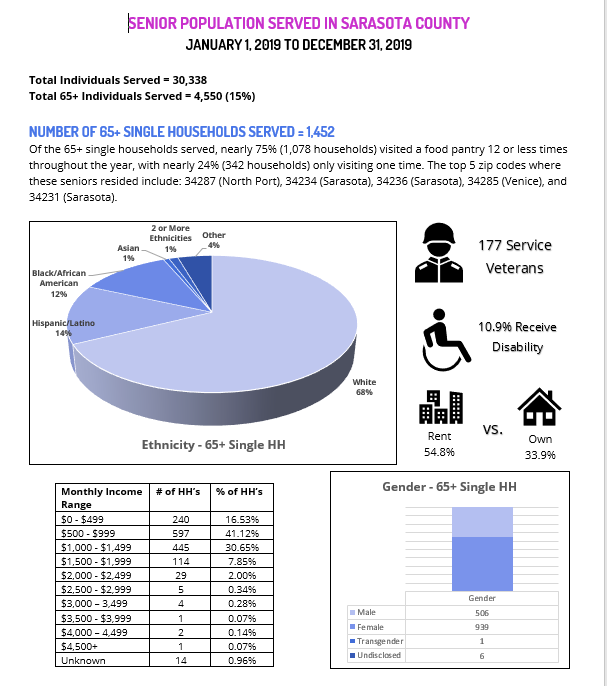 SENIOR POPULATION SERVED IN SARASOTA COUNTY
JANUARY 1, 2019 TO DECEMBER 31, 2019
Total Individuals Served = 30,338
Total 65+ Individuals Served = 4,550 (15%)
NUMBER OF 65+ SINGLE HOUSEHOLDS SERVED = 1,452
Of the 65+ single households served, nearly 75% (1,078 households) visited a food pantry 12 or less times
throughout the year, with nearly 24% (342 households) only visiting one time. The top 5 zip codes where
these seniors resided include: 34287 (North Port), 34234 (Sarasota), 34236 (Sarasota), 34285 (Venice), and
34231 (Sarasota).
2 or More
Ethnicities
1%
Other
4%
Asian
1%
Black/African
American
12%
Hispanic/Latino
14%
White
68%
Ethnicity - 65+ Single HH
177 Service
Veterans
10.9% Receive
Disability
Rent
54.8%
VS.
Own
33.9%
Monthly Income Range # of HH's % of HH's
$0 - $499 240 16.53%
$500 - $999 597 41.12%
$1,000 - $1,499 445 30.65%
$1,500 - $1,999 114 7.85%
$2,000 - $2,499 29 2.00%
$2,500 - $2,999 5 0.34%
$3,000 – 3,499 4 0.28%
$3,500 - $3,999 1 0.07%
$4,000 – 4,499 2 0.14%
$4,500+ 1 0.07%
Unknown 14 0.96%
Gender - 65+ Single HH
Gender
Male 506
Female 939
Transgender 1
Undisclosed 6